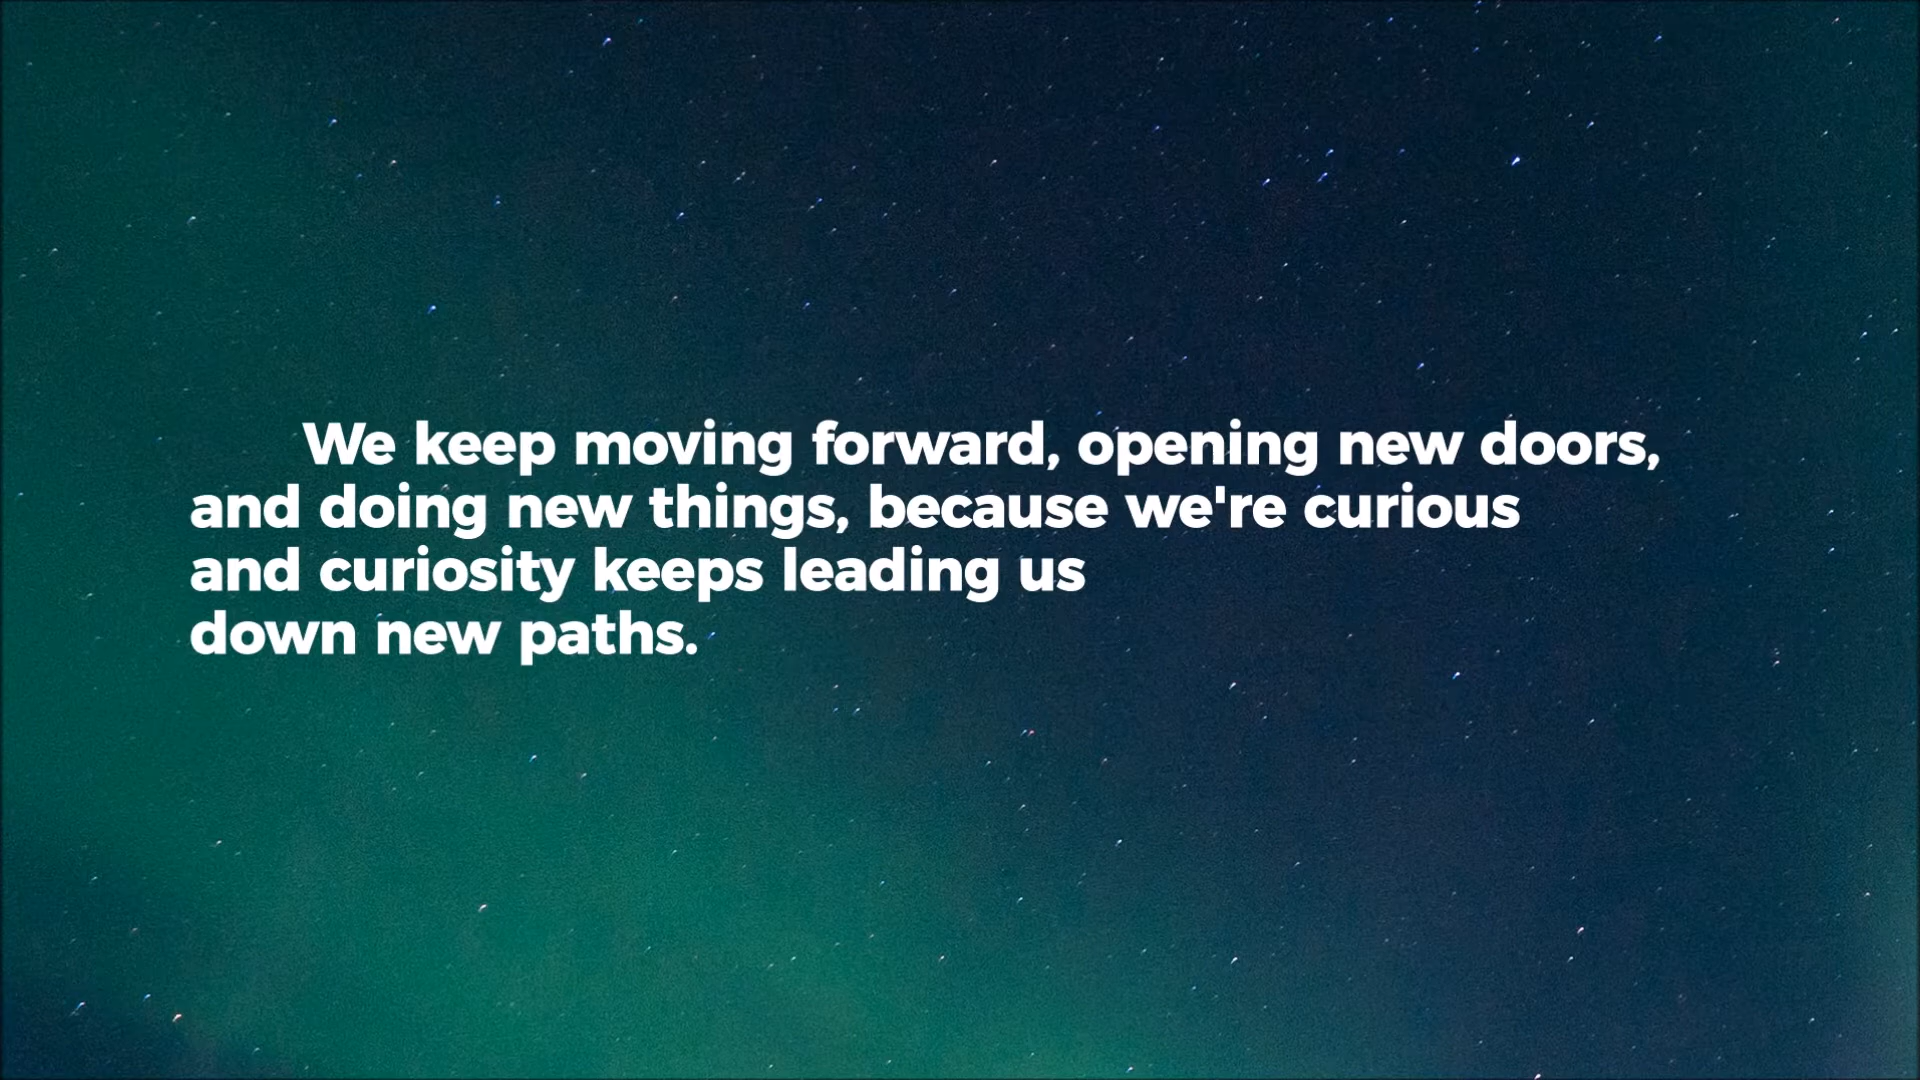 We keep moving forward, opening new doors,
and doing new things, because we're curious
and curiosity keeps leading us
down new paths.